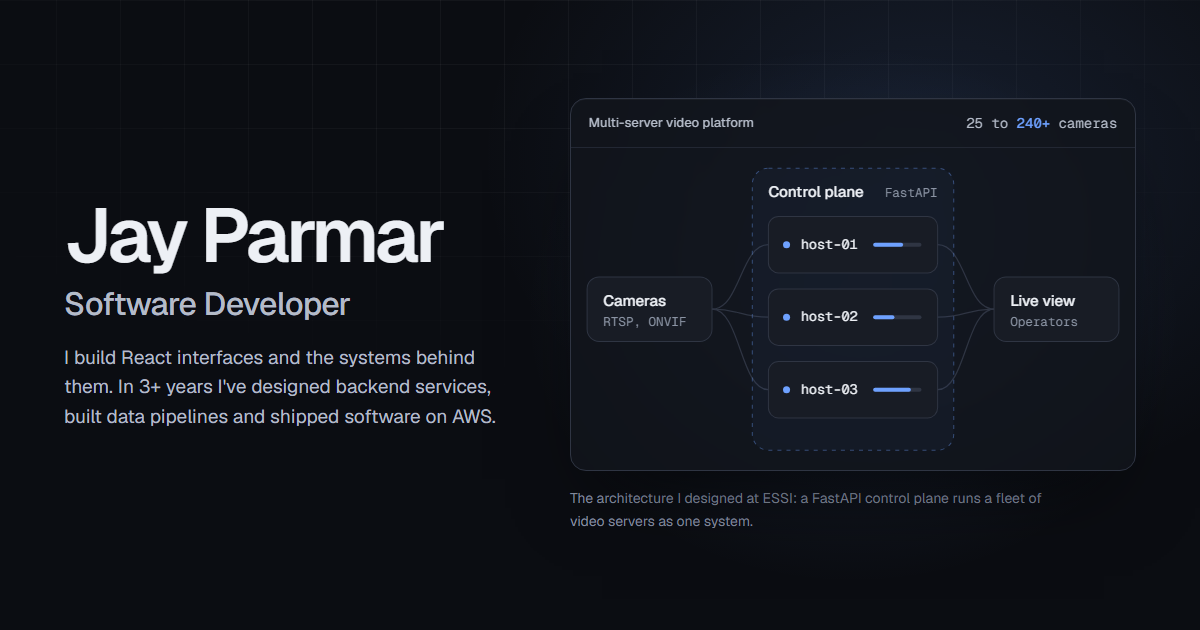 Jay Parmar
Software Developer
I build React interfaces and the systems behind
them. In 3+ years I've designed backend services,
built data pipelines and shipped software on AWS.
Multi-server video platform
25 to 240+ cameras
Control plane FastAPI
host-01
host-02
host-03
Cameras
RTSP, ONVIF
Live view
Operators
The architecture I designed at ESSI: a FastAPI control plane runs a fleet of
video servers as one system.